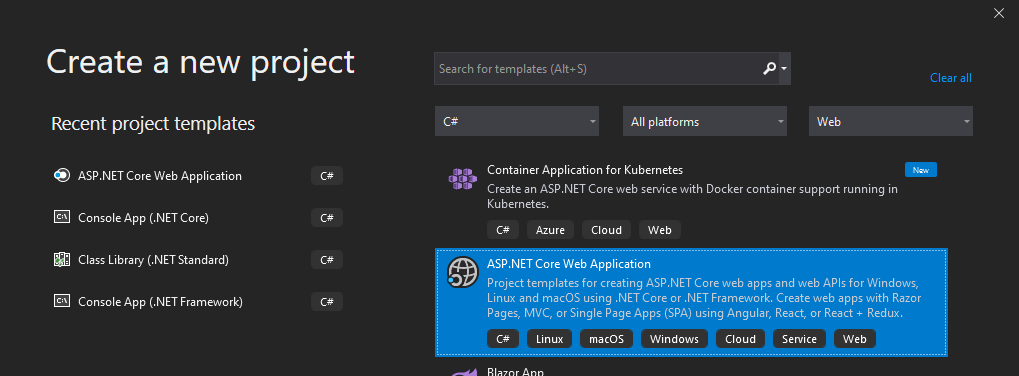 Create a new project
Search for templates (Alt+S)
Clear all
Recent project templates
C#
All platforms
Web
ASP.NET Core Web Application
C#
Console App (.NET Core)
C#
Class Library (.NET Standard)
C#
Console App (.NET Framework)
C#
Container Application for Kubernetes
New
Create an ASP.NET Core web service with Docker container support running in
Kubernetes.
C#
Azure
Cloud
Web
ASP.NET Core Web Application
Project templates for creating ASP.NET Core web apps and web APIs for Windows,
Linux and macOS using .NET Core or .NET Framework. Create web apps with Razor
Pages, MVC, or Single Page Apps (SPA) using Angular, React, or React + Redux.
C#
Linux
macOS
Windows
Cloud
Service
Web
Blazor App